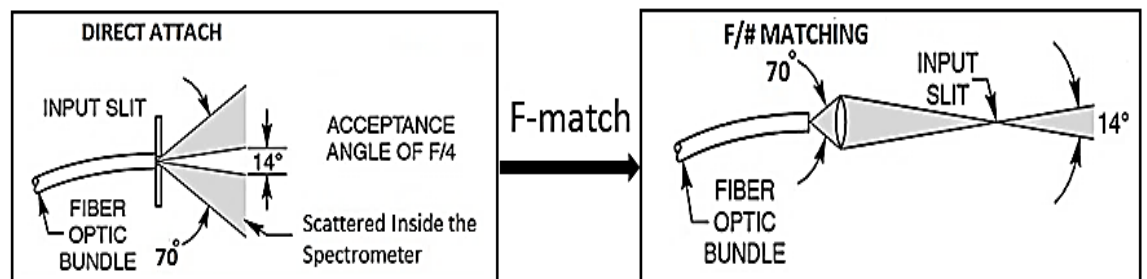 DIRECT ATTACH
INPUT SLIT
ACCEPTANCE
ANGLE OF F/4
14°
Scattered Inside the
Spectrometer
FIBER
OPTIC
BUNDLE
70°
F-match
F/# MATCHING
70°
INPUT
SLIT
14°
FIBER
OPTIC
BUNDLE